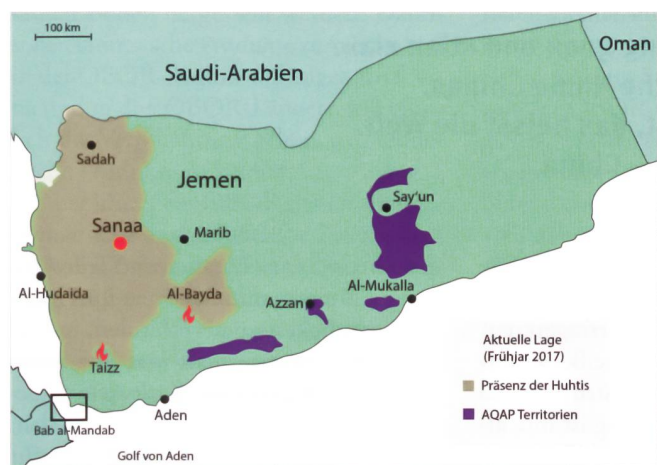 100 km
Oman
Saudi-Arabien
Sadah
Jemen
Say'un
Sanaa
Marib
Al-Hudaida
Al-Bayda
Azzan
Al-Mukalla
Aktuelle Lage
(Frühjar 2017)
Taizz
Präsenz der Huhtis
Aden
AQAP Territorien
Bab al-Mandab
Golf von Aden